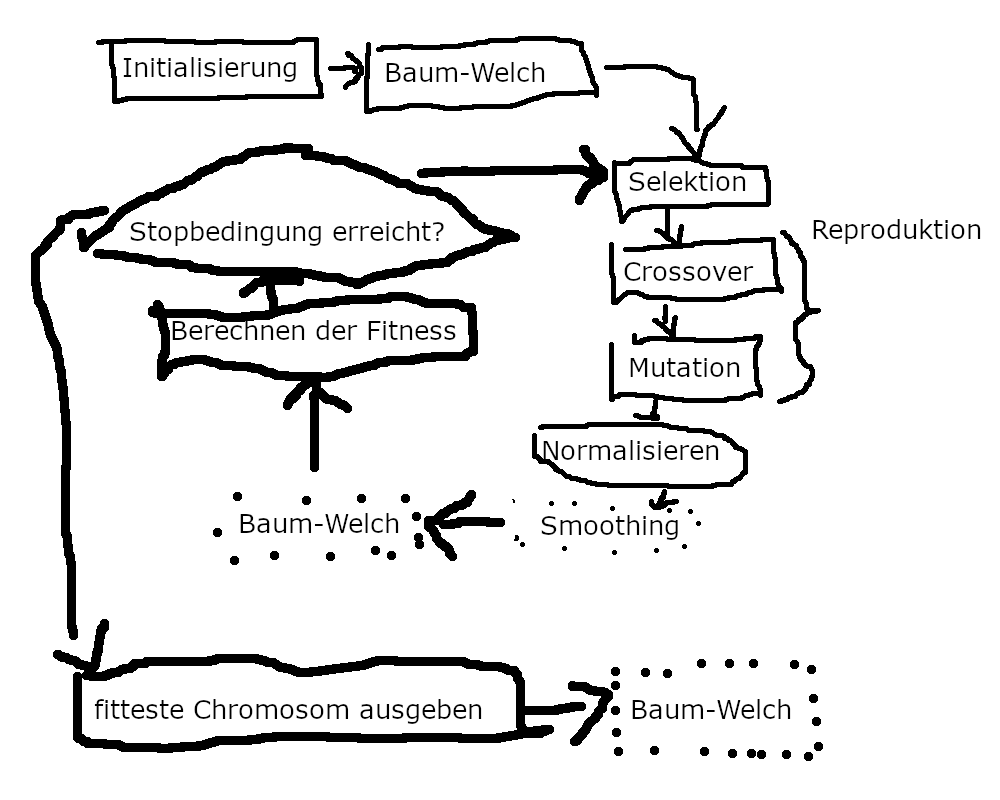 Initialisierung
Baum-Welch
Selektion
Stopbedingung erreicht?
Reproduktion
Crossover
Berechnen der Fitness
Mutation
Normalisieren
Baum-Welch
Smoothing
fitteste Chromosom ausgeben
Baum-Welch